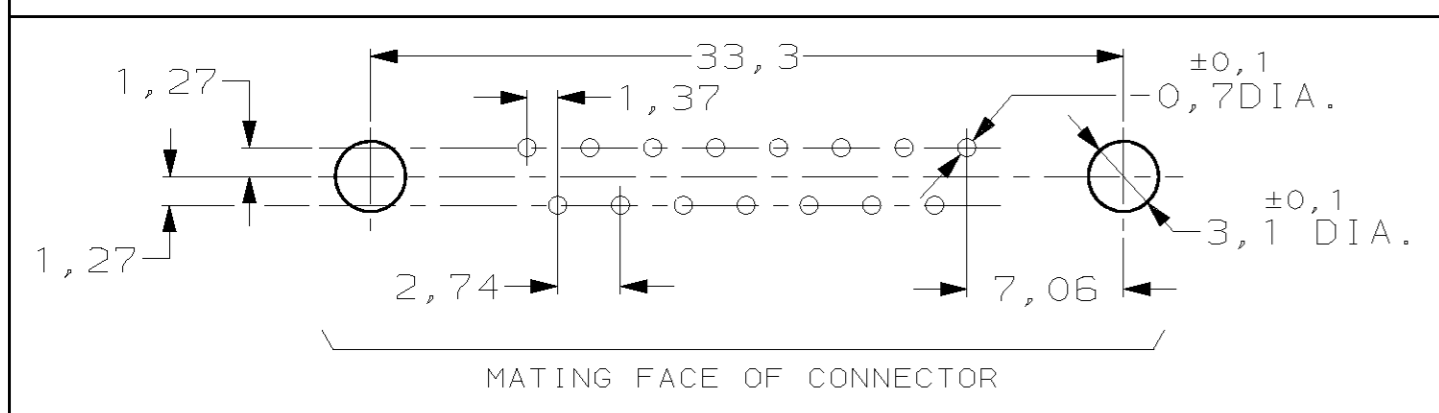 33,3
1,27
1,37
±0,1
0,7DIA.
±0,1
3,1 DIA.
1,27
2,74
7,06
MATING FACE OF CONNECTOR